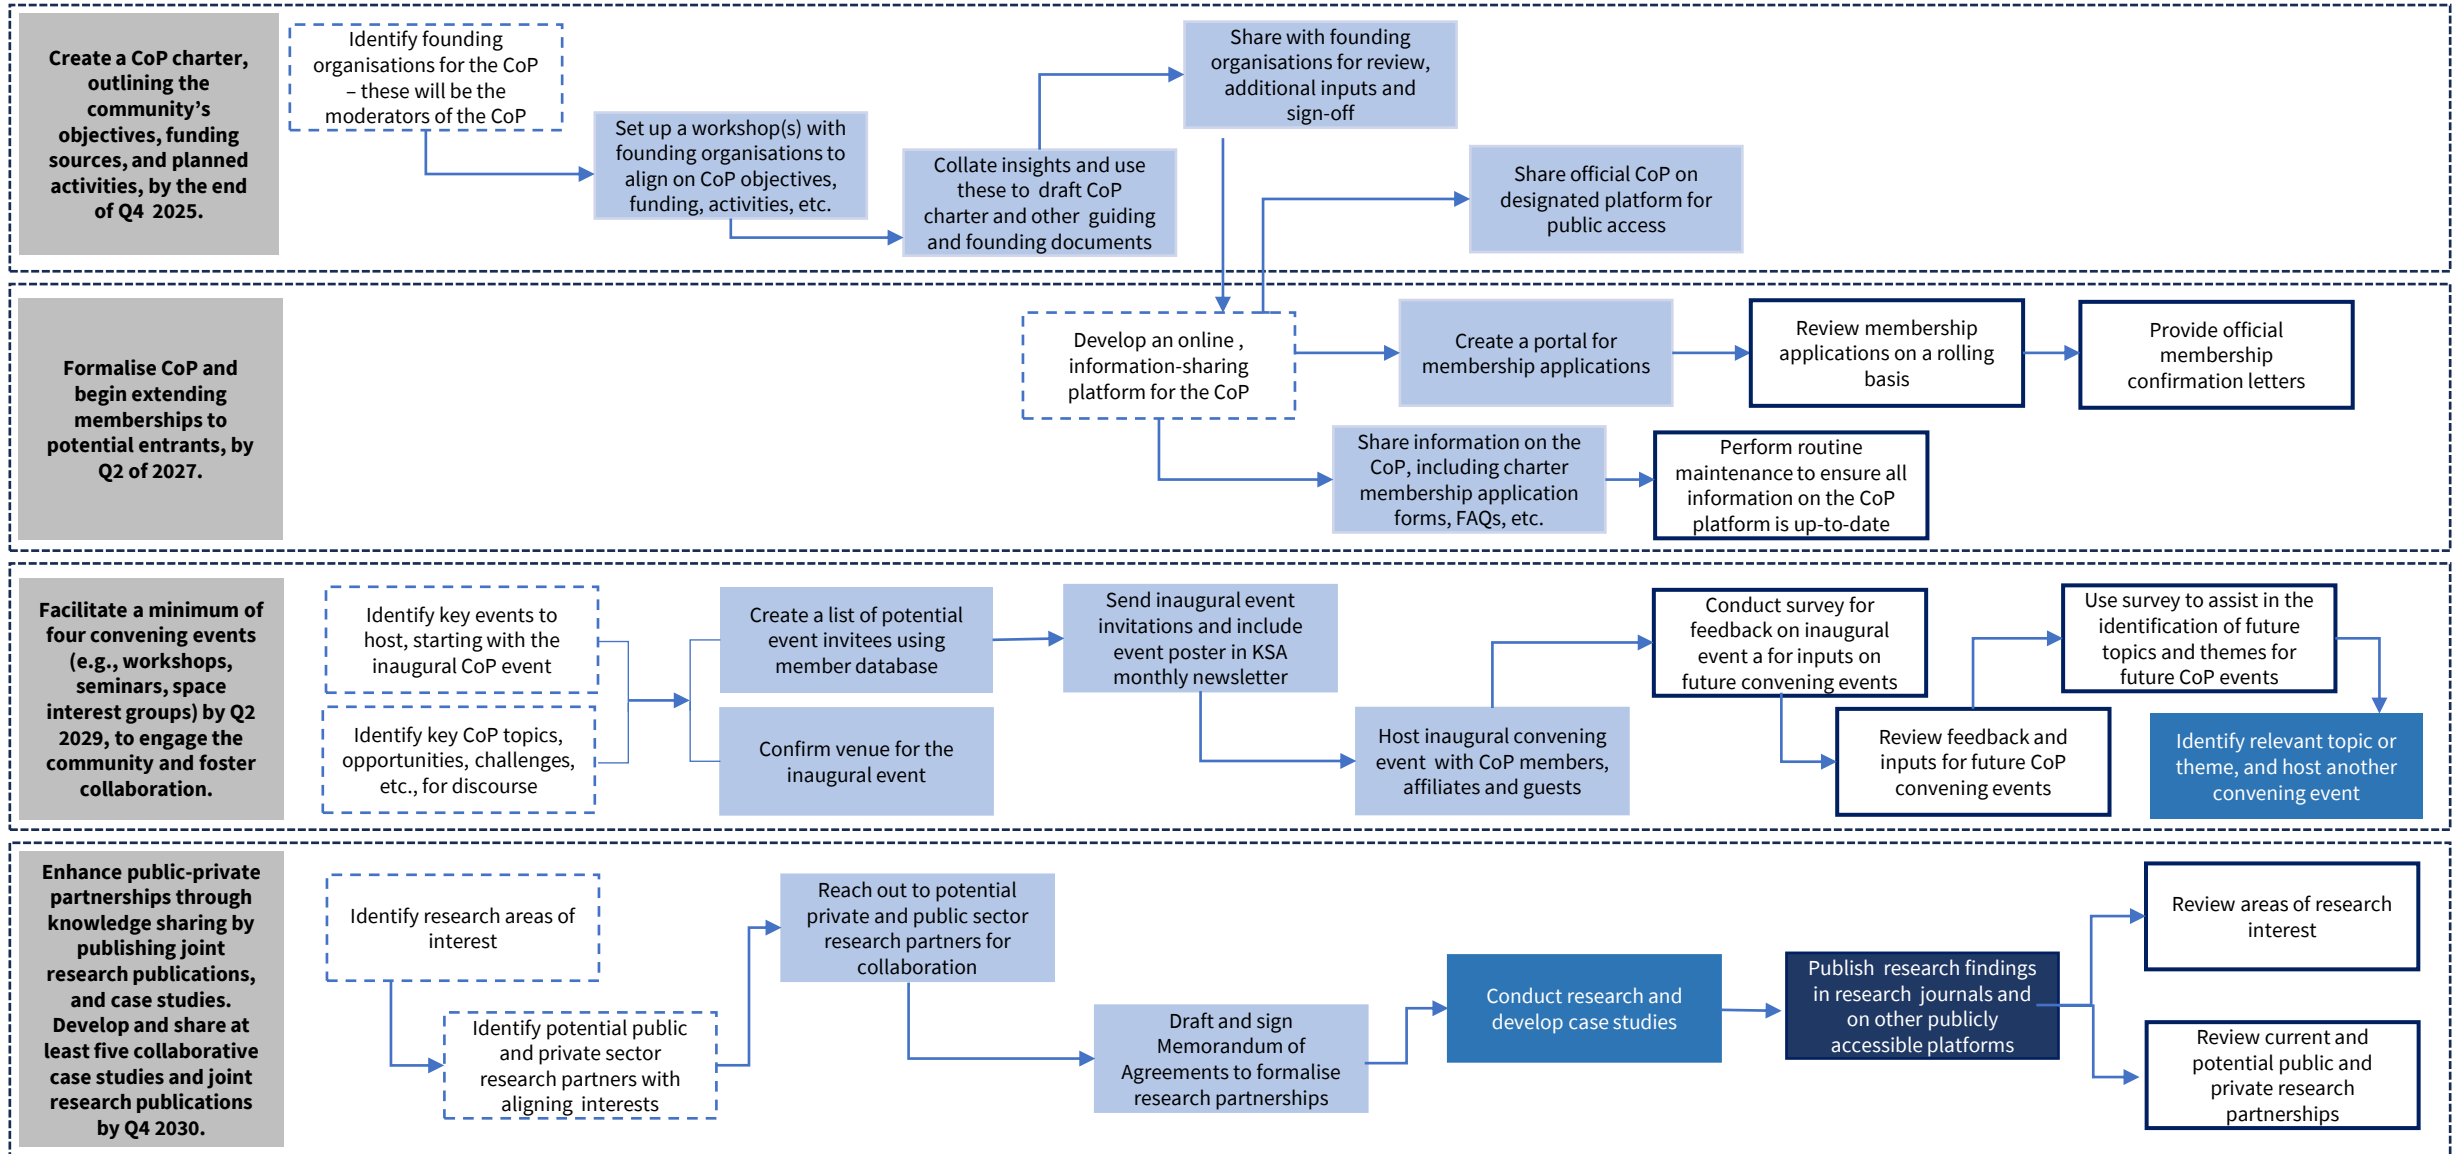 Create a CoP charter,
outlining the
community's
objectives, funding
sources, and planned
activities, by the end
of Q4 2025.
Identify founding
organisations for the CoP
– these will be the
moderators of the CoP
Set up a workshop(s) with
founding organisations to
align on CoP objectives,
funding, activities, etc.
Collate insights and use
these to draft CoP
charter and other guiding
and founding documents
Share with founding
organisations for review,
additional inputs and
sign-off
Share official CoP on
designated platform for
public access
Formalise CoP and
begin extending
memberships to
potential entrants, by
Q2 of 2027.
Develop an online ,
information-sharing
platform for the CoP
Create a portal for
membership applications
Review membership
applications on a rolling
basis
Provide official
membership
confirmation letters
Share information on the
CoP, including charter
membership application
forms, FAQs, etc.
Perform routine
maintenance to ensure all
information on the CoP
platform is up-to-date
Facilitate a minimum of
four convening events
(e.g., workshops,
seminars, space
interest groups) by Q2
2029, to engage the
community and foster
collaboration.
Identify key events to
host, starting with the
inaugural CoP event
Identify key CoP topics,
opportunities, challenges,
etc., for discourse
Create a list of potential
event invitees using
member database
Confirm venue for the
inaugural event
Send inaugural event
invitations and include
event poster in KSA
monthly newsletter
Host inaugural convening
event with CoP members,
affiliates and guests
Conduct survey for
feedback on inaugural
event a for inputs on
future convening events
Review feedback and
inputs for future CoP
convening events
Use survey to assist in the
identification of future
topics and themes for
future CoP events
Identify relevant topic or
theme, and host another
convening event
Enhance public-private
partnerships through
knowledge sharing by
publishing joint
research publications,
and case studies.
Develop and share at
least five collaborative
case studies and joint
research publications
by Q4 2030.
Identify research areas of
interest
Identify potential public
and private sector
research partners with
aligning interests
Reach out to potential
private and public sector
research partners for
collaboration
Draft and sign
Memorandum of
Agreements to formalise
research partnerships
Conduct research and
develop case studies
Publish research findings
in research journals and
on other publicly
accessible platforms
Review areas of research
interest
Review current and
potential public and
private research
partnerships